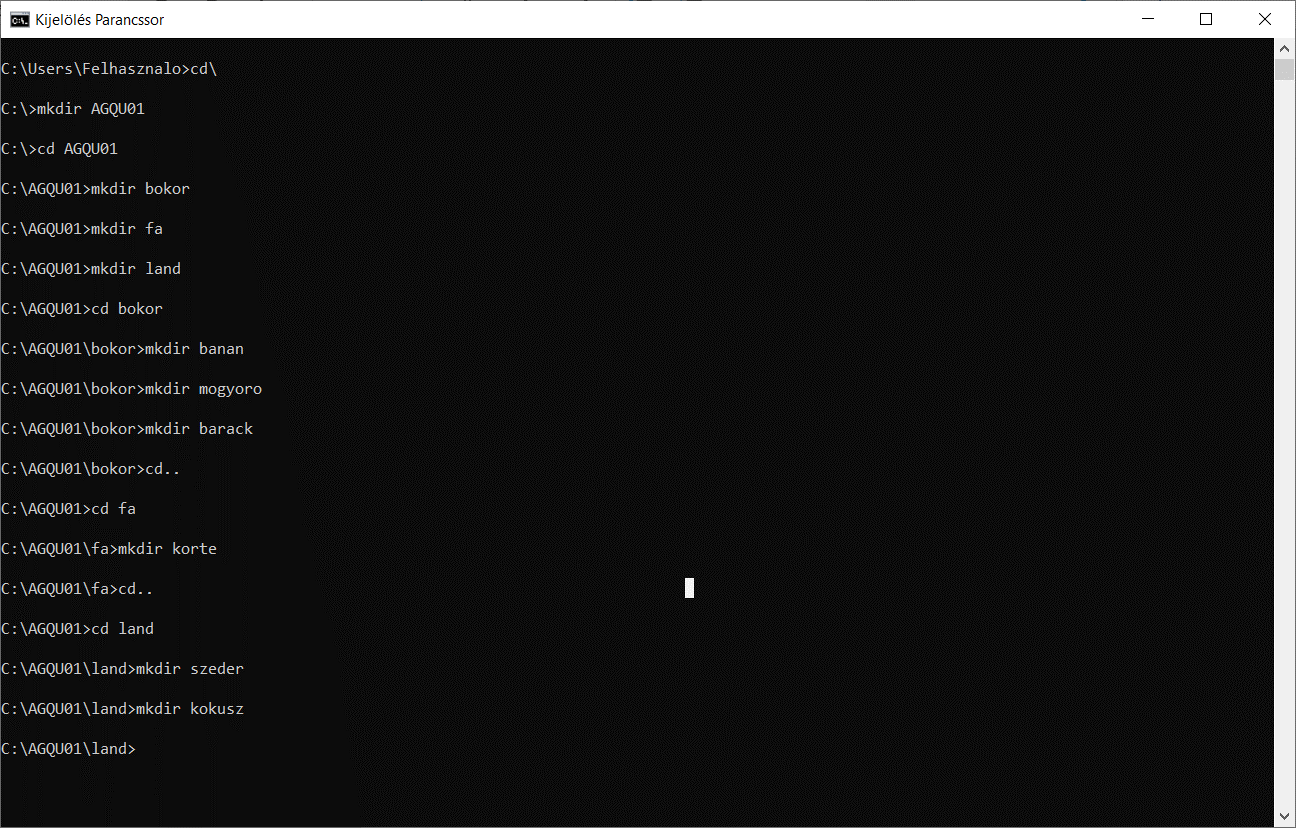 Kijelölés Parancssor
C:\Users\Felhasznalo>cd\
C:\>mkdir AGQU01
C:\>cd AGQU01
C:\AGQU01>mkdir bokor
C:\AGQU01>mkdir fa
C:\AGQU01>mkdir land
C:\AGQU01>cd bokor
C:\AGQU01\bokor>mkdir banan
C:\AGQU01\bokor>mkdir mogyoro
C:\AGQU01\bokor>mkdir barack
C:\AGQU01\bokor>cd..
C:\AGQU01>cd fa
C:\AGQU01\fa>mkdir korte
C:\AGQU01\fa>cd..
C:\AGQU01>cd land
C:\AGQU01\land>mkdir szeder
C:\AGQU01\land>mkdir kokusz
C:\AGQU01\land>